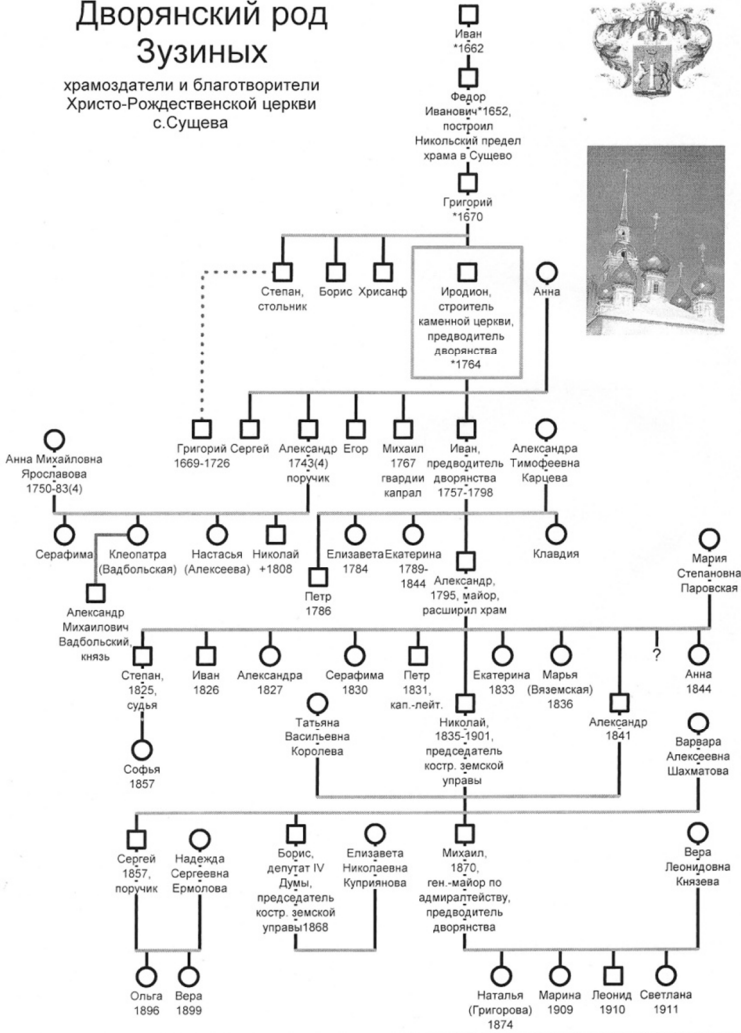 Дворянский род
Зузиных
храмоздатели и благотворители
Христо-Рождественской церкви
с.Сущева
Иван
*1662
Федор
Иванович*1652,
построил
Никольский предел
храма в Сущево
Григорий
*1670
Степан,
стольник
Борис
Хрисанф
Иродион,
строитель
каменной церкви,
предводитель
дворянства
*1764
Анна
Анна Михайловна
Ярославова
1750-83(4)
Григорий
1669-1726
Сергей
Александр
1743(4)
поручик
Егор
Михаил
1767
гвардии
капрал
Иван,
предводитель
дворянства
1757-1798
Александра
Тимофеевна
Карцева
Серафима
Клеопатра
(Вадбольская)
Настасья
(Алексеева)
Николай
+1808
Елизавета
1784
Екатерина
1789-
1844
Клавдия
Петр
1786
Александр,
1795, майор,
расширил храм
Мария
Степановна
Паровская
Александр
Михаилович
Вадбольский,
князь
Степан,
1825,
судья
Иван
1826
Александра
1827
Серафима
1830
Петр
1831,
кап.-лейт.
Екатерина
1833
Марья
(Вяземская)
1836
?
Анна
1844
Татьяна
Васильевна
Королева
Николай,
1835-1901,
председатель
костр. земской
управы
Александр
1841
Варвара
Алексеевна
Шахматова
Софья
1857
Сергей
1857,
поручик
Надежда
Сергеевна
Ермолова
Борис,
депутат IV
Думы,
председатель
костр. земской
управы1868
Елизавета
Николаевна
Куприянова
Михаил,
1870,
ген.-майор по
адмиралтейству,
предводитель
дворянства
Вера
Леонидовна
Князева
Ольга
1896
Вера
1899
Наталья
(Григорова)
1874
Марина
1909
Леонид
1910
Светлана
1911